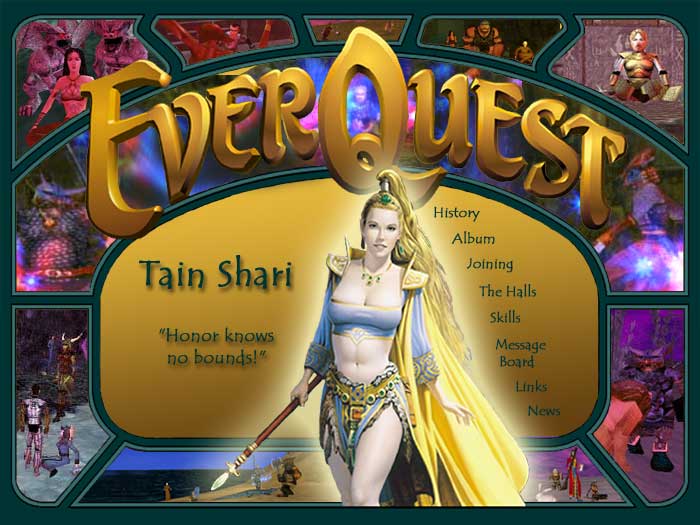 EverQuest
Tain Shari
"Honor knows
no bounds!"
History
Album
Joining
The Halls
Skills
Message
Board
Links
News